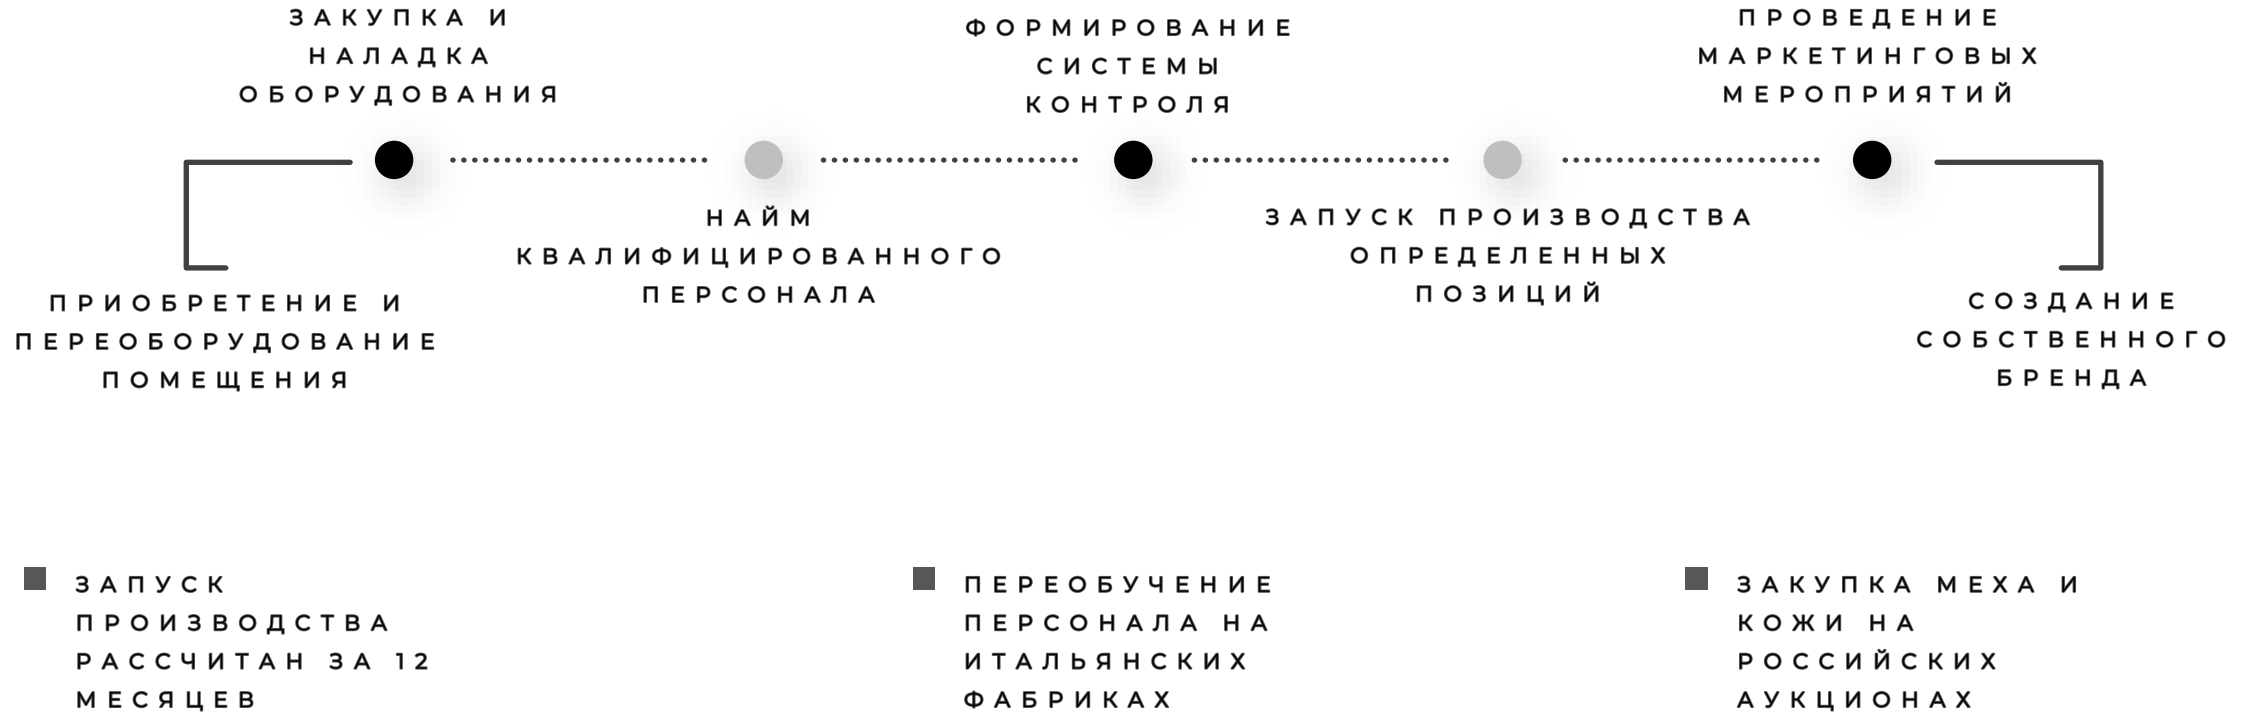 ЗАКУПКА И
НАЛАДКА
ОБОРУДОВАНИЯ
ФОРМИРОВАНИЕ
СИСТЕМЫ
КОНТРОЛЯ
ПРОВЕДЕНИЕ
МАРКЕТИНГОВЫХ
МЕРОПРИЯТИЙ
ПРИОБРЕТЕНИЕ И
ПЕРЕОБОРУДОВАНИЕ
ПОМЕЩЕНИЯ
НАЙМ
КВАЛИФИЦИРОВАННОГО
ПЕРСОНАЛА
ЗАПУСК ПРОИЗВОДСТВА
ОПРЕДЕЛЕННЫХ
ПОЗИЦИЙ
СОЗДАНИЕ
СОБСТВЕННОГО
БРЕНДА
ЗАПУСК
ПРОИЗВОДСТВА
РАССЧИТАН ЗА 12
МЕСЯЦЕВ
ПЕРЕОБУЧЕНИЕ
ПЕРСОНАЛА НА
ИТАЛЬЯНСКИХ
ФАБРИКАХ
ЗАКУПКА МЕХА И
КОЖИ НА
РОССИЙСКИХ
АУКЦИОНАХ